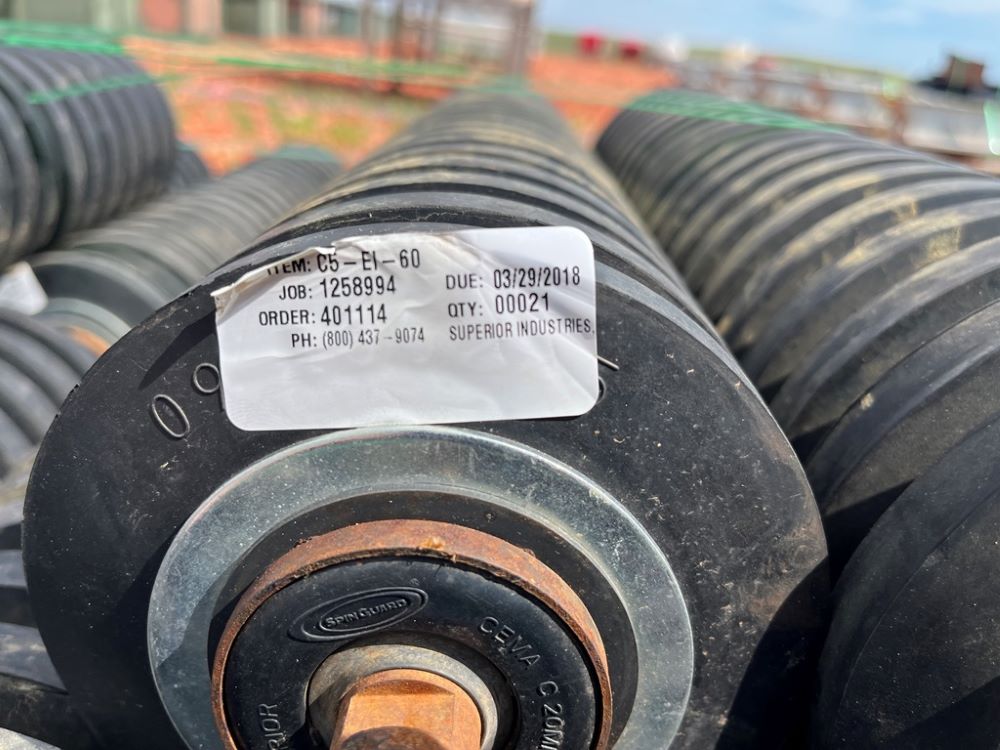 ITEM: C5-EI-60
JOB: 1258994
DUE: 03/29/2018
ORDER: 401114
QTY: 00021
PH: (800) 437-9074
SUPERIOR INDUSTRIES.
SPINGUARD®
CEMA C 20M